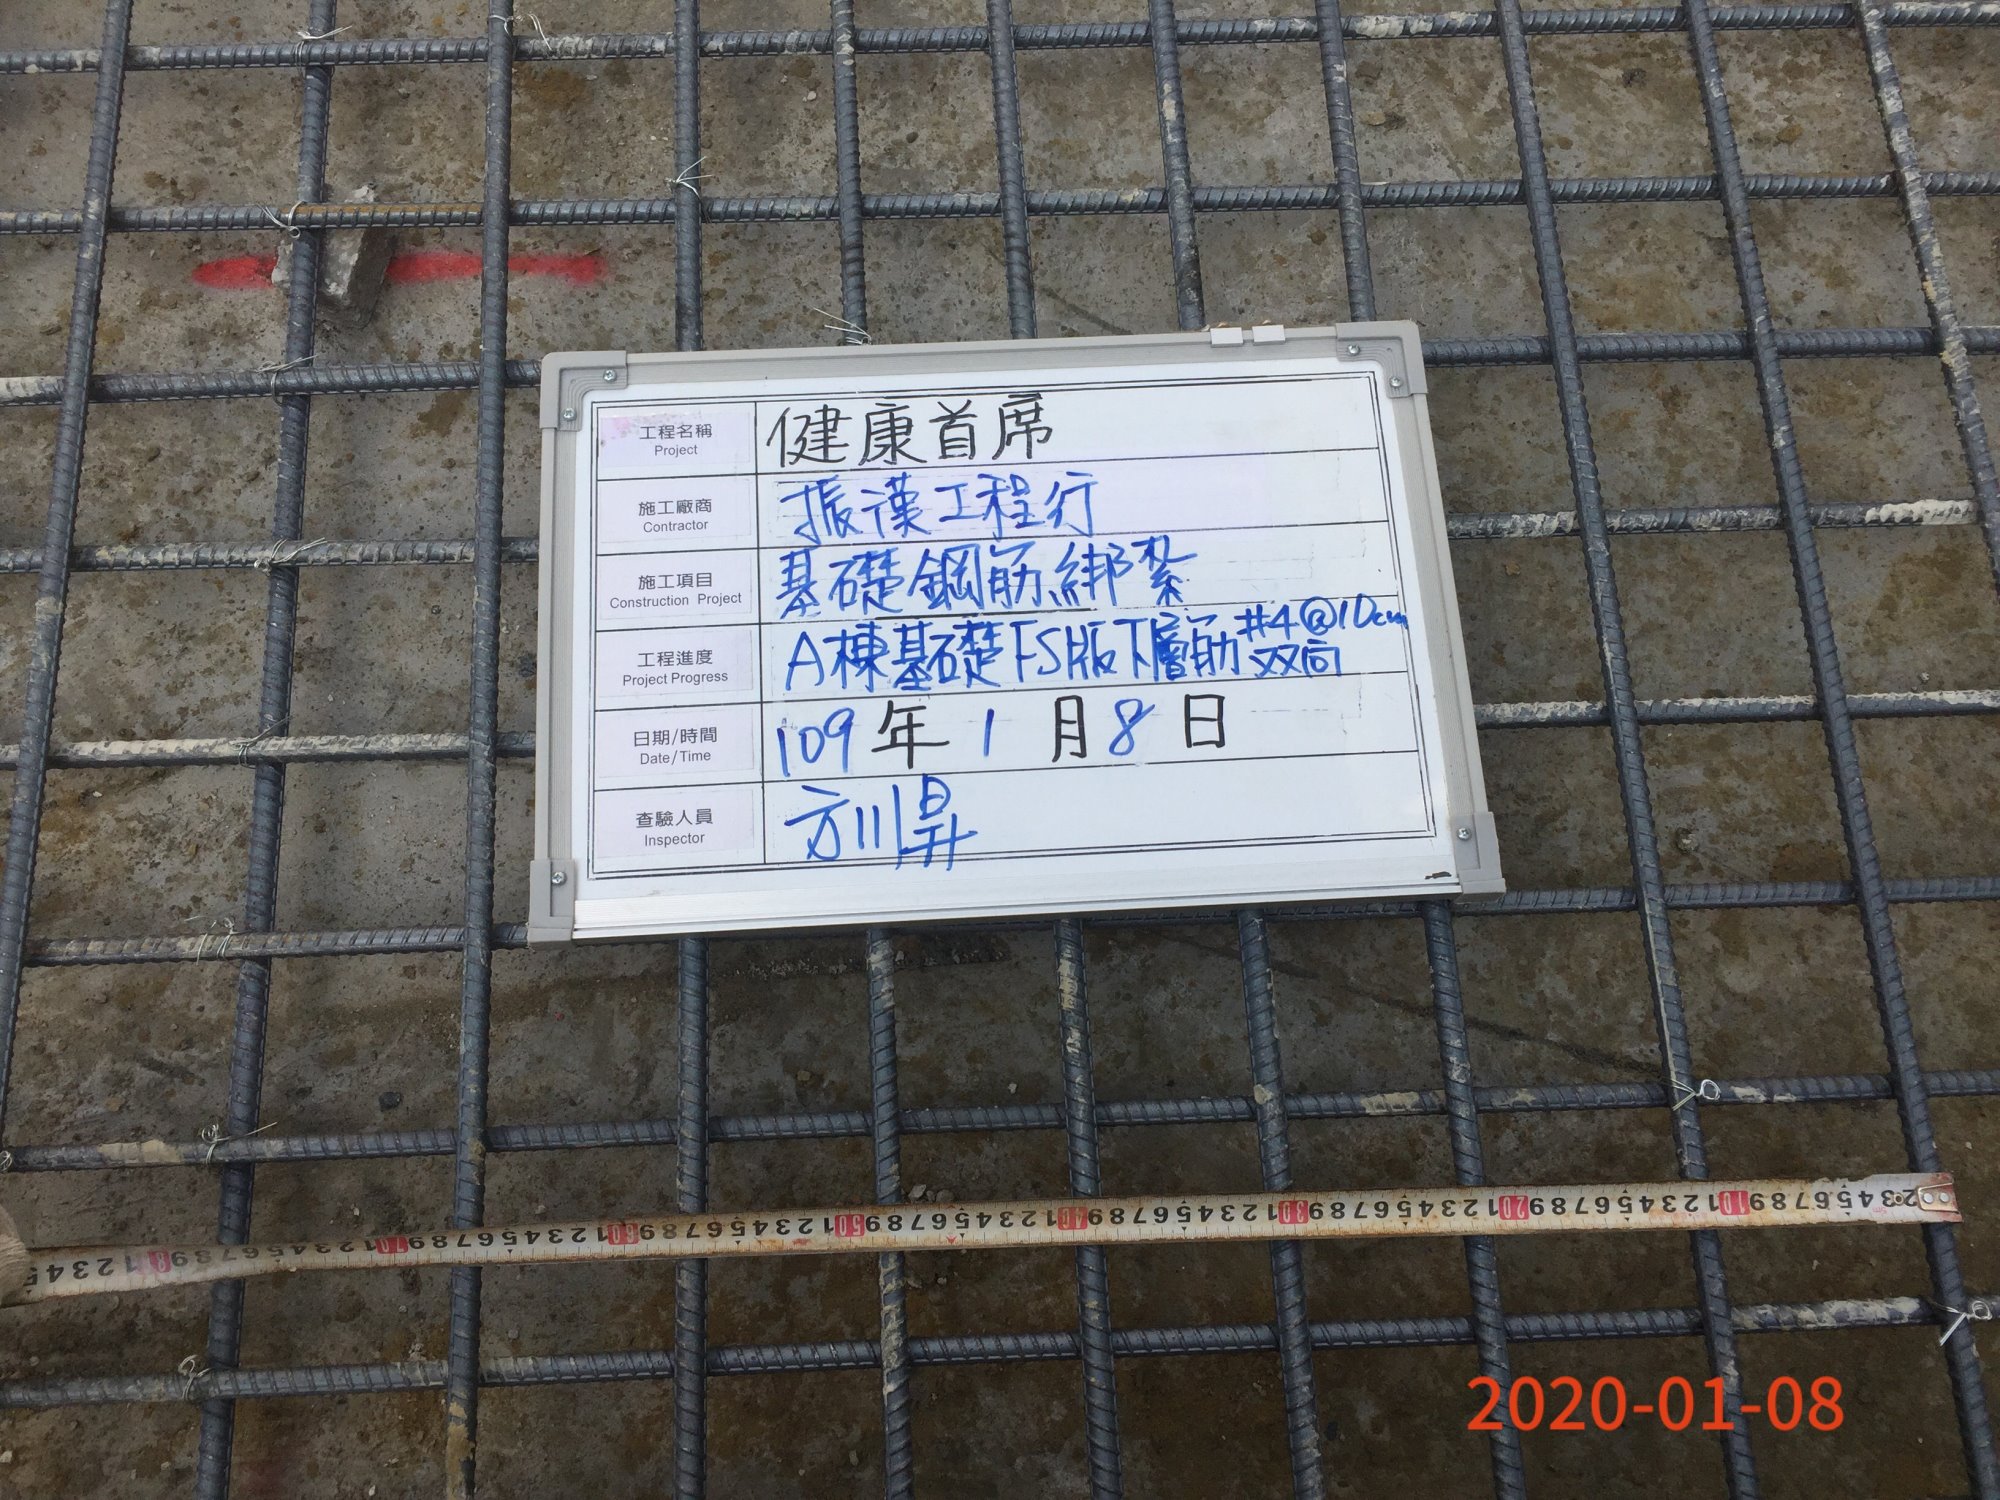 工程名稱 健康首席
Project
施工廠商 振漢工程行
Contractor
施工項目 基礎鋼筋綁紮
Construction Project
工程進度 A棟基礎FS版下層筋 #4@10cm
双向
Project Progress
日期/時間 109年1月8日
Date/Time
查驗人員 方川昇
Inspector
2020-01-08